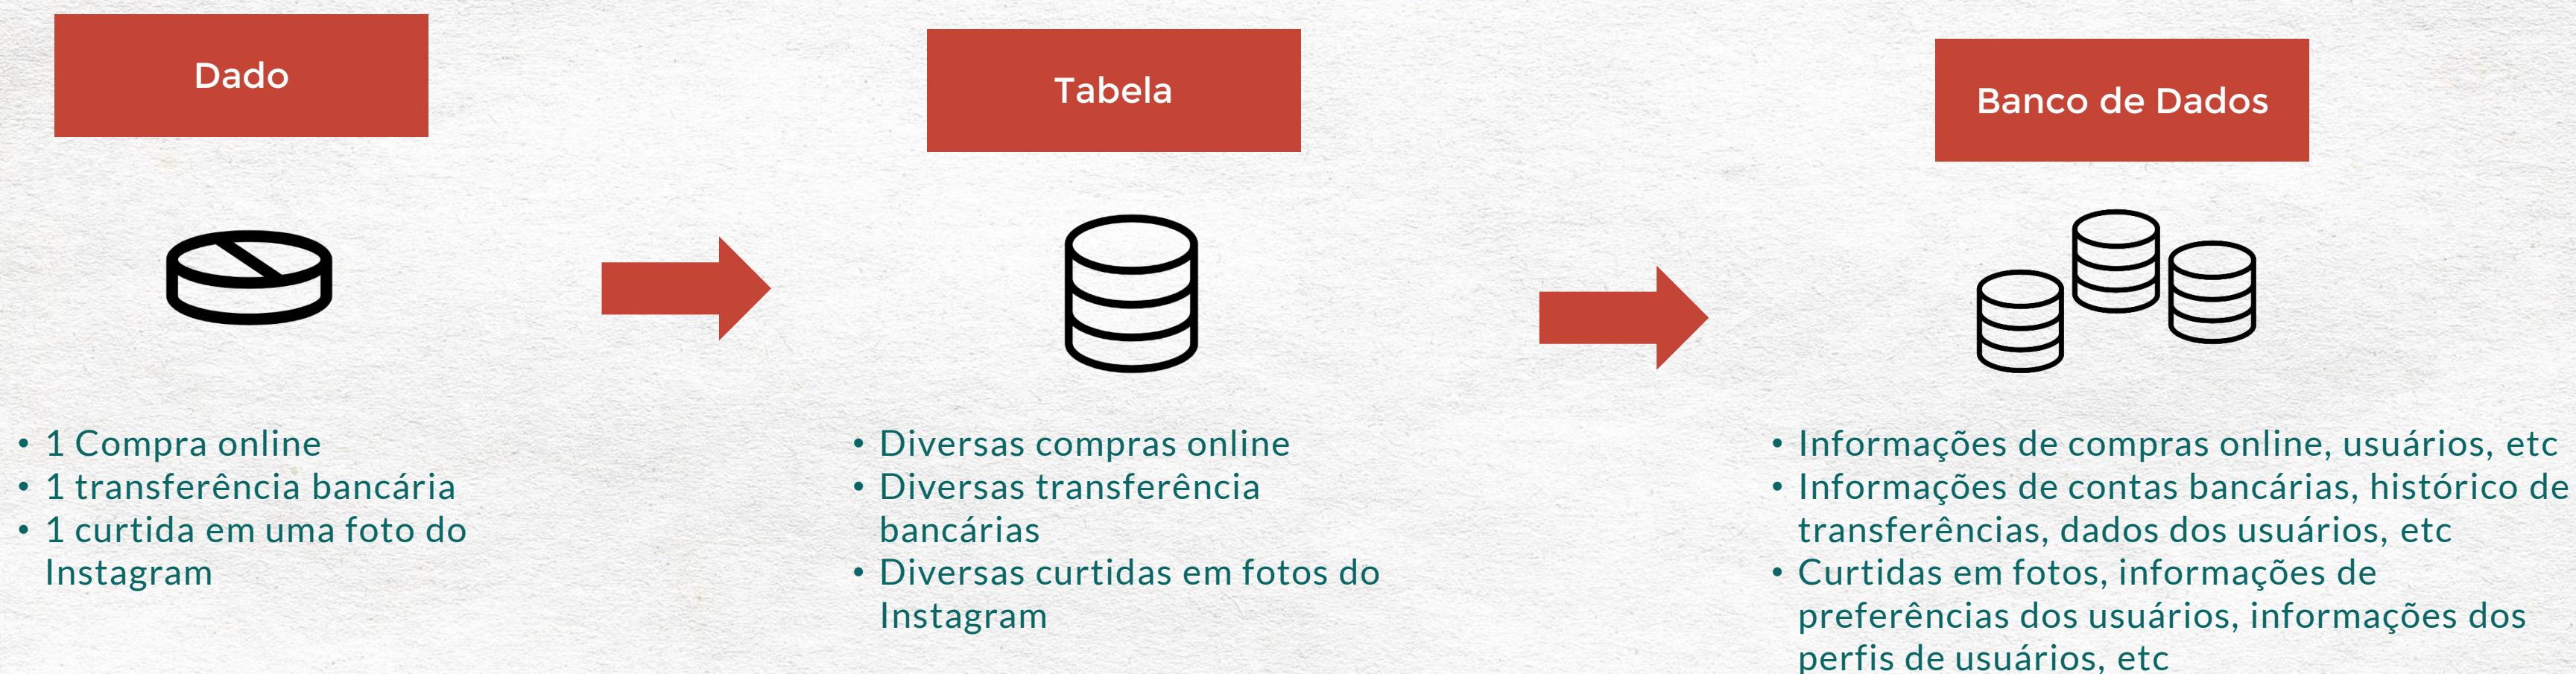 Dado
• 1 Compra online
• 1 transferência bancária
• 1 curtida em uma foto do
Instagram
Tabela
• Diversas compras online
• Diversas transferência
bancárias
• Diversas curtidas em fotos do
Instagram
Banco de Dados
• Informações de compras online, usuários, etc
• Informações de contas bancárias, histórico de
transferências, dados dos usuários, etc
• Curtidas em fotos, informações de
preferências dos usuários, informações dos
perfis de usuários, etc